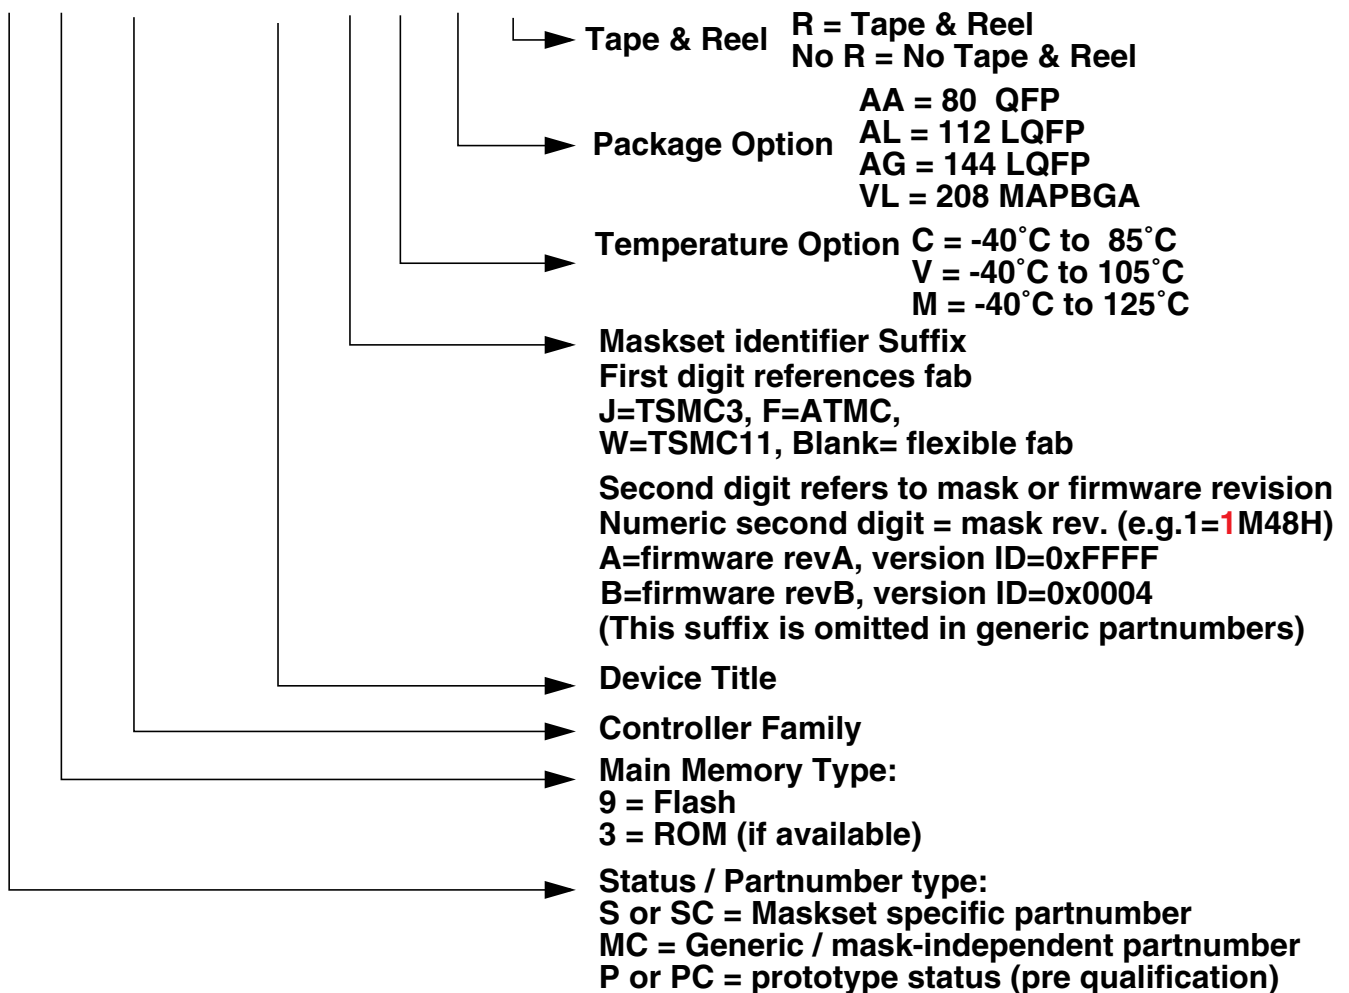 Tape & Reel R = Tape & Reel
No R = No Tape & Reel
AA = 80 QFP
Package Option AL = 112 LQFP
AG = 144 LQFP
VL = 208 MAPBGA
Temperature Option C = -40˚C to 85˚C
V = -40˚C to 105˚C
M = -40˚C to 125˚C
Maskset identifier Suffix
First digit references fab
J=TSMC3, F=ATMC,
W=TSMC11, Blank= flexible fab
Second digit refers to mask or firmware revision
Numeric second digit = mask rev. (e.g.1=1M48H)
A=firmware revA, version ID=0xFFFF
B=firmware revB, version ID=0x0004
(This suffix is omitted in generic partnumbers)
Device Title
Controller Family
Main Memory Type:
9 = Flash
3 = ROM (if available)
Status / Partnumber type:
S or SC = Maskset specific partnumber
MC = Generic / mask-independent partnumber
P or PC = prototype status (pre qualification)